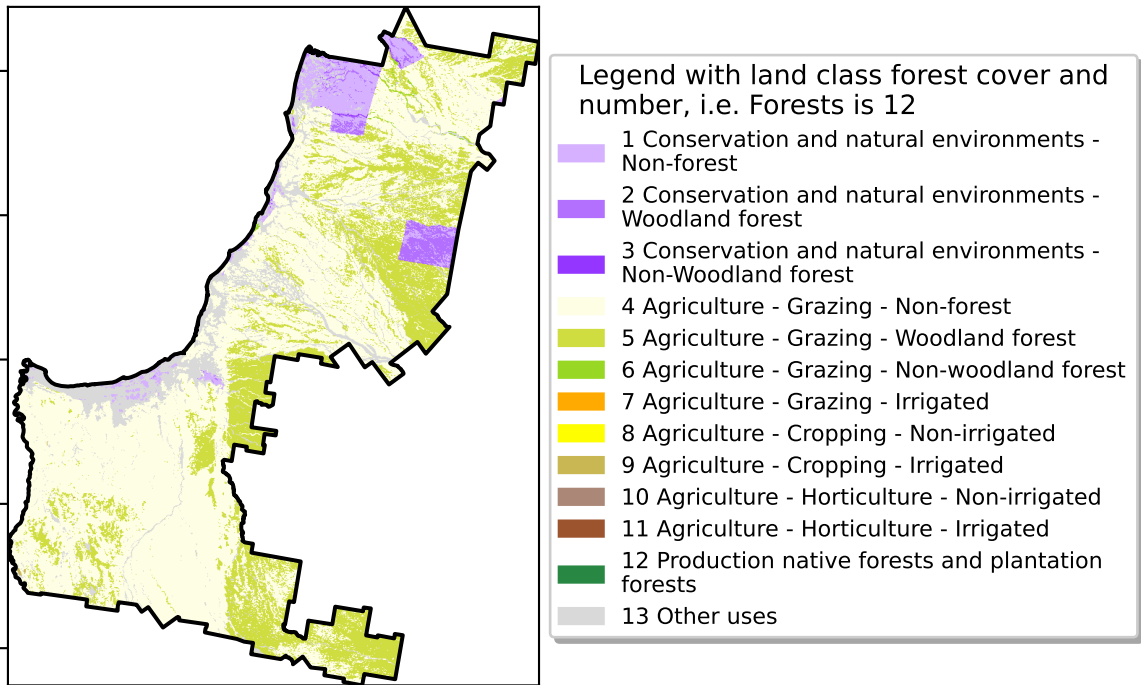 Legend with land class forest cover and
number, i.e. Forests is 12
1 Conservation and natural environments -
Non-forest
2 Conservation and natural environments -
Woodland forest
3 Conservation and natural environments -
Non-Woodland forest
4 Agriculture - Grazing - Non-forest
5 Agriculture - Grazing - Woodland forest
6 Agriculture - Grazing - Non-woodland forest
7 Agriculture - Grazing - Irrigated
8 Agriculture - Cropping - Non-irrigated
9 Agriculture - Cropping - Irrigated
10 Agriculture - Horticulture - Non-irrigated
11 Agriculture - Horticulture - Irrigated
12 Production native forests and plantation
forests
13 Other uses